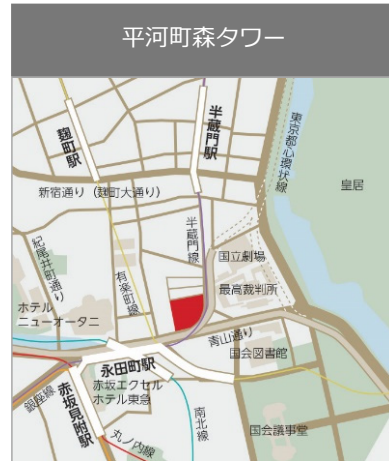 平河町森タワー
麹町駅
半蔵門駅
東京都心環状線
皇居
新宿通り（麹町大通り）
紀尾井町通り
半蔵門線
有楽町線
国立劇場
最高裁判所
ホテル
ニューオータニ
青山通り
国会図書館
永田町駅
赤坂エクセル
ホテル東急
銀座線
赤坂見附駅
丸ノ内線
南北線
国会議事堂